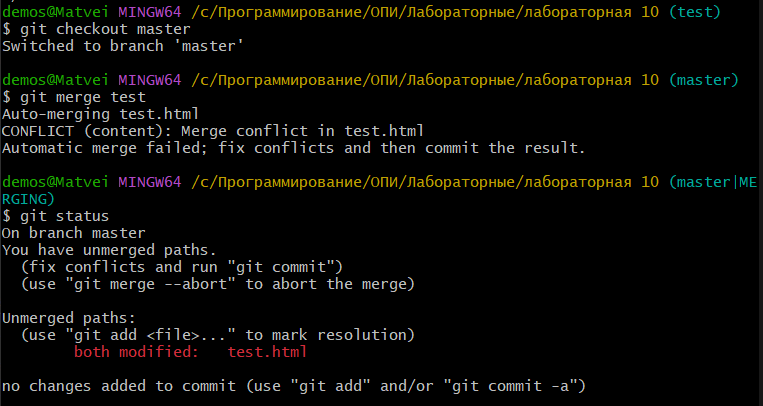 demos@Matvei MINGW64 /c/Программирование/ОПИ/Лабораторные/лабораторная 10 (test)
$ git checkout master
Switched to branch 'master'
demos@Matvei MINGW64 /c/Программирование/ОПИ/Лабораторные/лабораторная 10 (master)
$ git merge test
Auto-merging test.html
CONFLICT (content): Merge conflict in test.html
Automatic merge failed; fix conflicts and then commit the result.
demos@Matvei MINGW64 /c/Программирование/ОПИ/Лабораторные/лабораторная 10 (master|ME
RGING)
$ git status
On branch master
You have unmerged paths.
  (fix conflicts and run "git commit")
  (use "git merge --abort" to abort the merge)
Unmerged paths:
  (use "git add <file>..." to mark resolution)
        both modified:   test.html
no changes added to commit (use "git add" and/or "git commit -a")